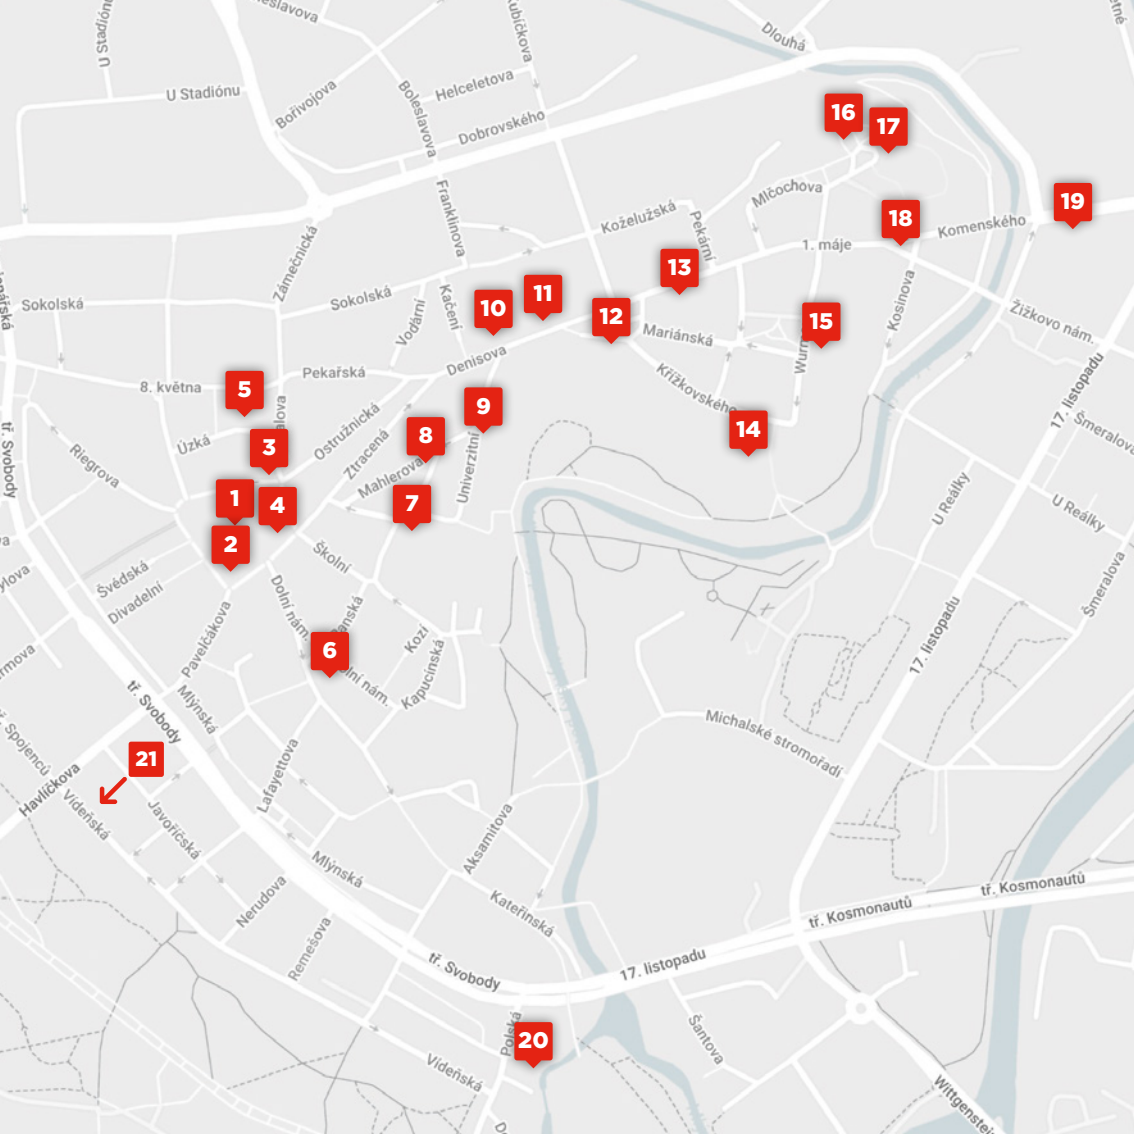 U Stadiónu
Dlouhá
Helceletova
U Stadiónu
Bořivojova
Boleslavova
Dobrovského
16
17
Franklinova
Mlčochova
19
Koželužská
Pekární
18
Komenského
1. máje
Zámečnická
13
Sokolská
Sokolská
Vodární
Kačení
10
11
12
15
Kosinova
Žižkovo nám.
Mariánská
Denisova
Pekařská
8. května
5
Křížkovského
17. listopadu
9
14
Ostružnická
Ztracená
8
Úzká
3
Mahlerova
Univerzitní
Riegrova
tř. Svobody
Šmeralova
1
4
7
U Reálky
U Reálky
2
Školní
Švédská
Divadelní
Dolní nám.
Šmeralova
Pavelčákova
Kozí
Kapucínská
6
17. listopadu
tř. Svobody
Mlýnská
Michalské stromořadí
21
Havlíčkova
Lafayettova
Vídeňská
Javoříčská
Aksamitova
Mlýnská
Nerudova
Kateřinská
tř. Kosmonautů
tř. Kosmonautů
Remešova
tř. Svobody
17. listopadu
Polská
20
Šantova
Vídeňská